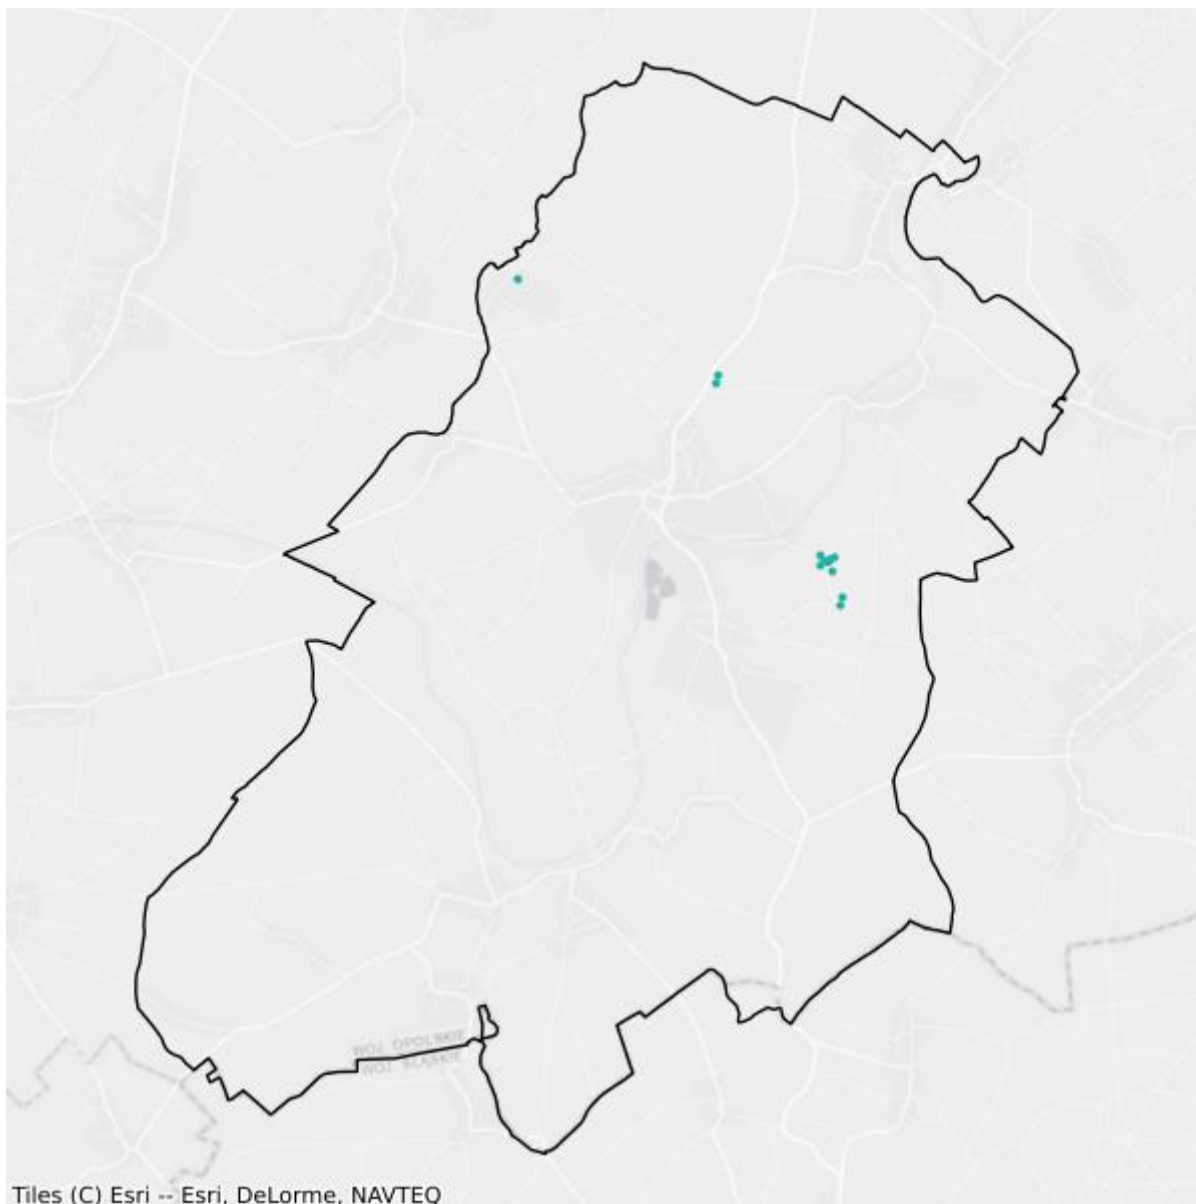 WOJ. OPOLSKIE
WOJ. ŚLĄSKIE
Tiles (C) Esri -- Esri, DeLorme, NAVTEQ